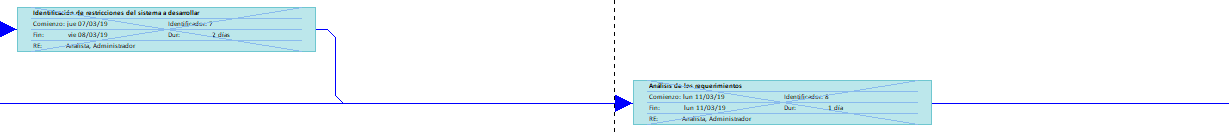 Identificación de restricciones del sistema a desarrollar
Comienzo: jue 07/03/19 Identificador: 7
Fin: vie 08/03/19 Dur: 2 días
RE: Analista, Administrador
Análisis de los requerimientos
Comienzo: lun 11/03/19 Identificador: 8
Fin: lun 11/03/19 Dur: 1 día
RE: Analista, Administrador